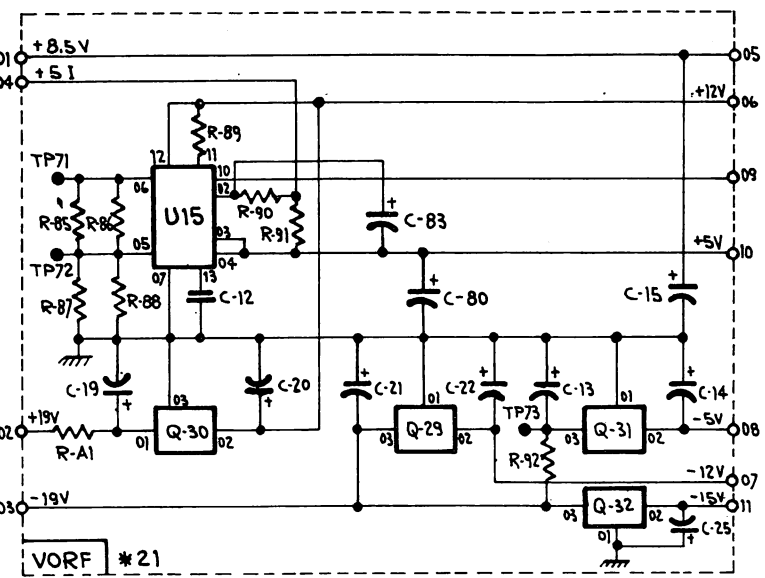 01 +8.5V 05
04 +5 I
+12V 06
R-89
12 11
TP71 10 09
06 02
R-85 R-86 U15 R-90 C-83
R-91
03 +5V
TP72 05 04 10
07 13
R-87 R-88 C-12 C-80 C-15
C-19 03 C-20 C-21 01 C-22 C-13 01 C-14
TP73
02 +19V 01 Q-30 02 03 Q-29 02 03 Q-31 02 -5V 08
R-A1 R-92
-12V 07
03 -19V 03 Q-32 02 -15V 11
01 C-25
VORF *21